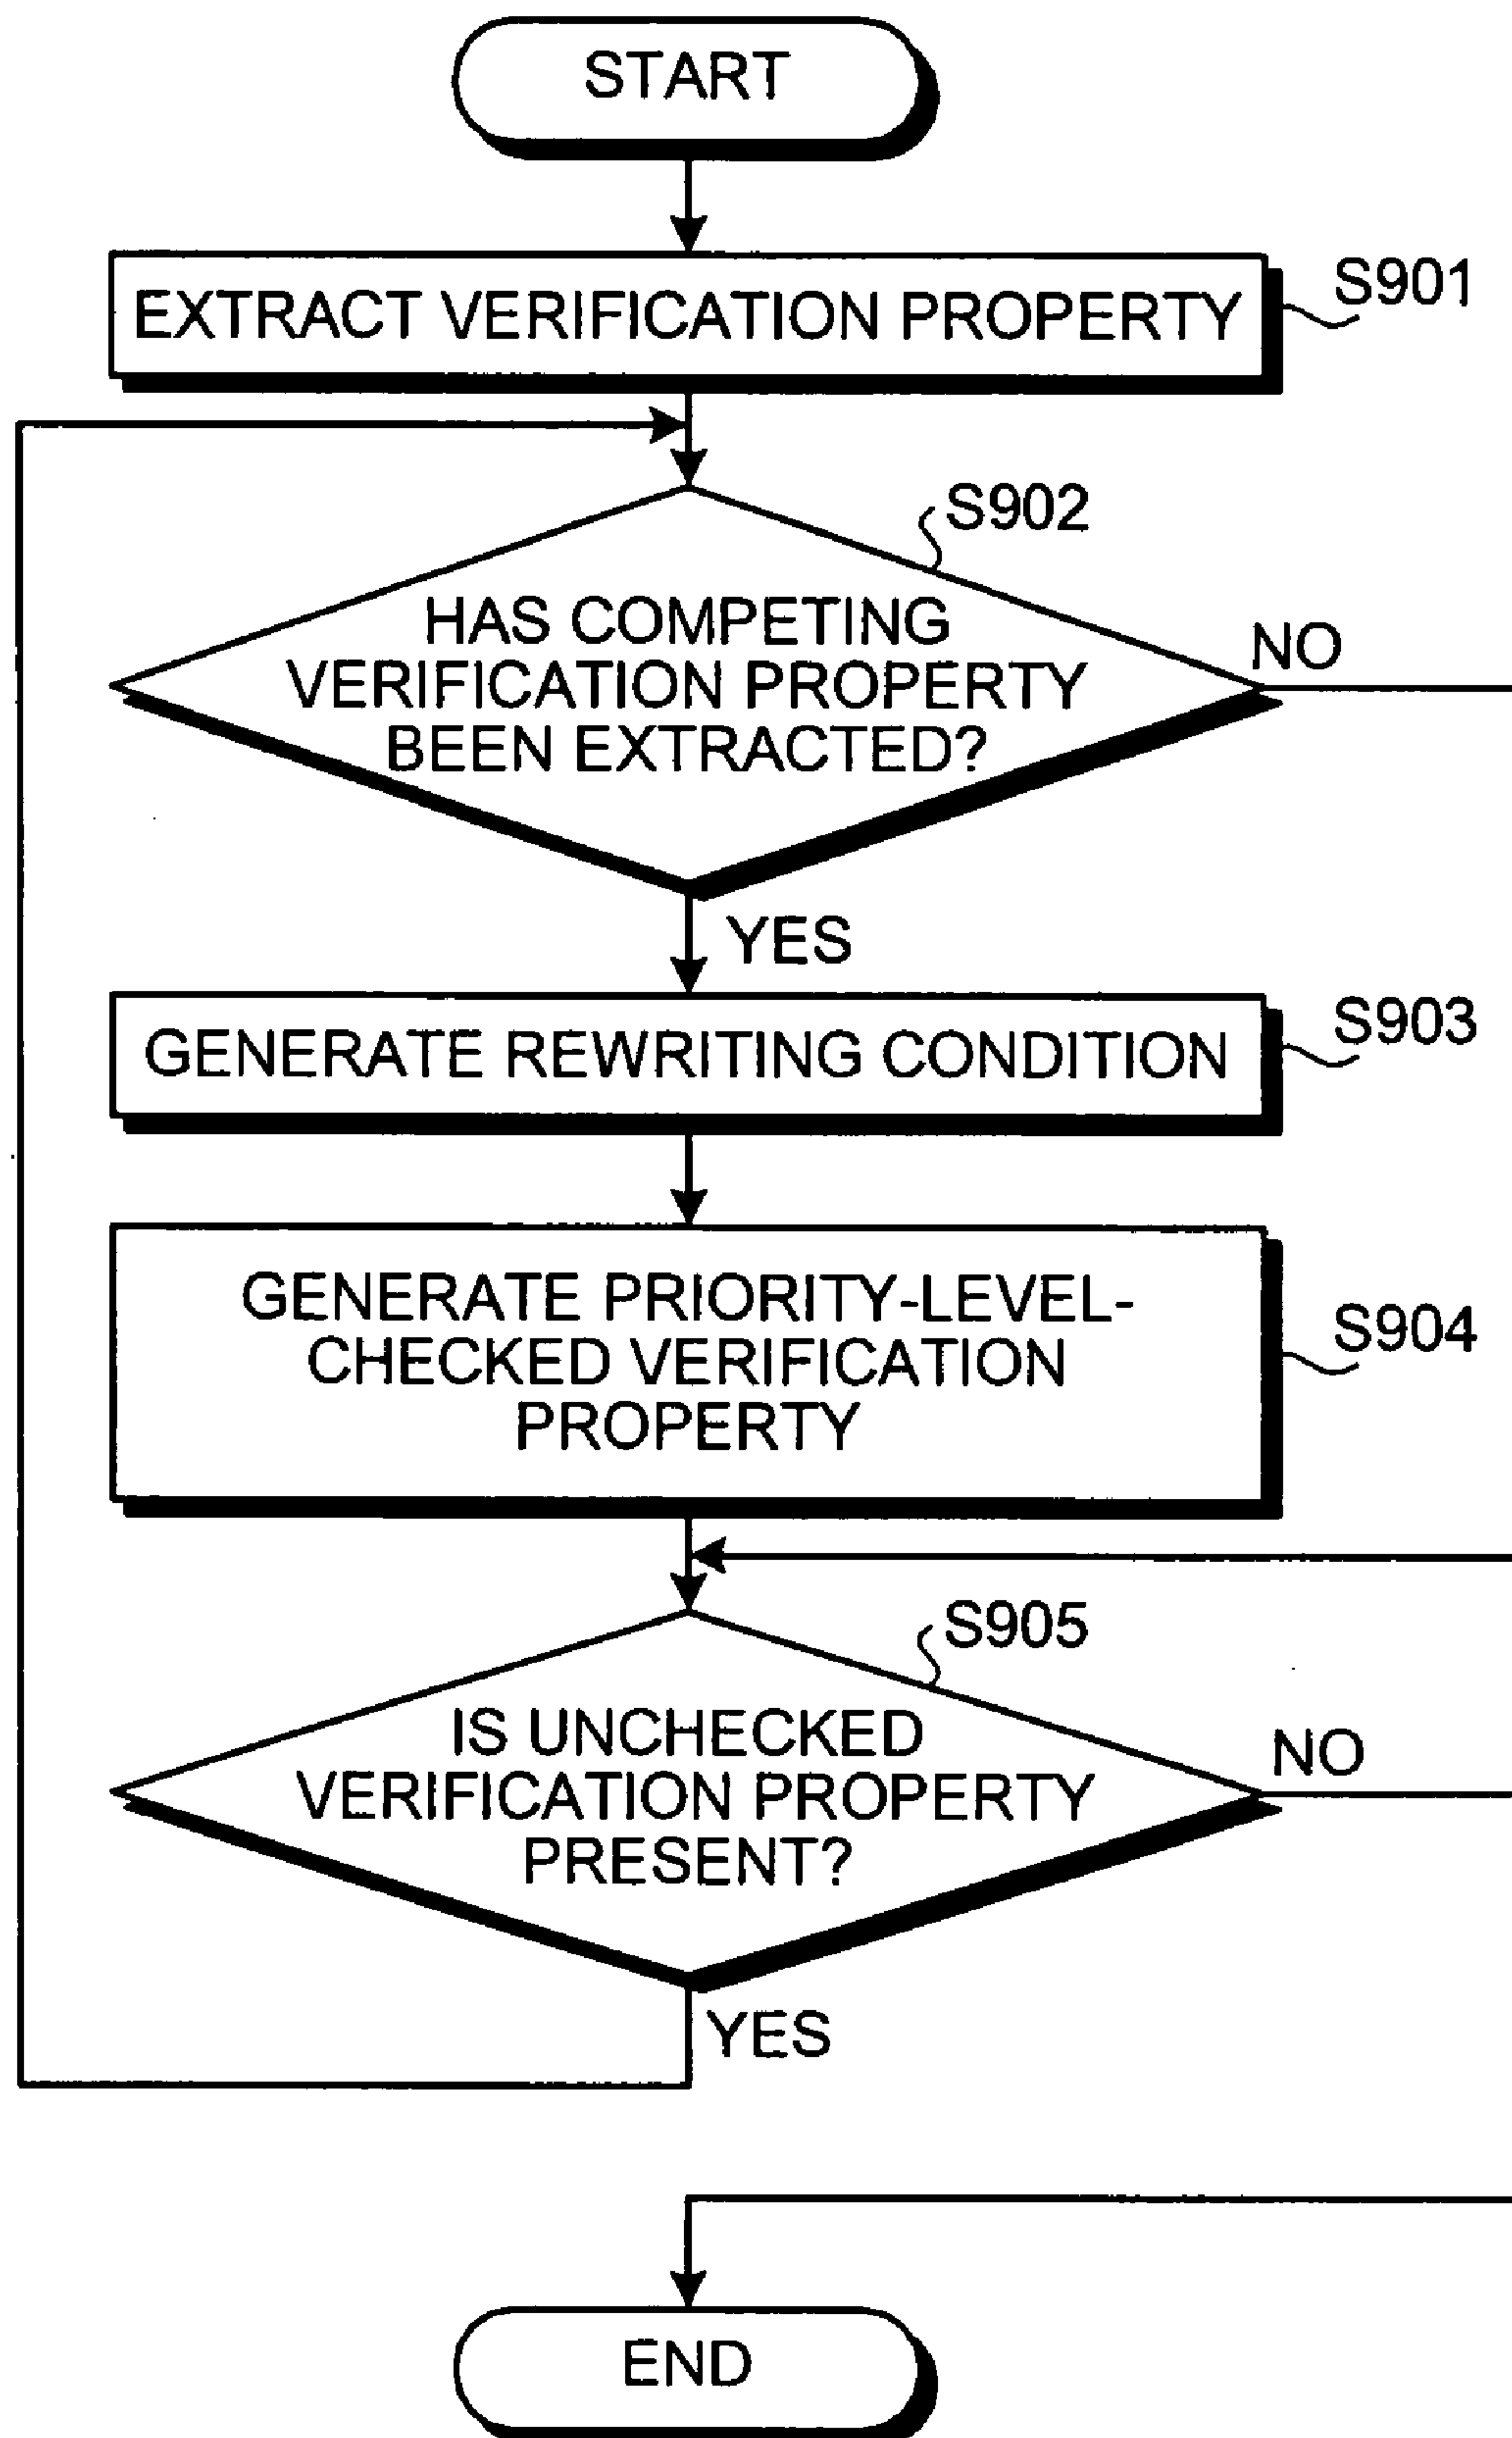 START
EXTRACT VERIFICATION PROPERTY
S901
S902
HAS COMPETING
VERIFICATION PROPERTY
BEEN EXTRACTED?
NO
YES
GENERATE REWRITING CONDITION
S903
GENERATE PRIORITY-LEVEL-
CHECKED VERIFICATION
PROPERTY
S904
S905
IS UNCHECKED
VERIFICATION PROPERTY
PRESENT?
NO
YES
END